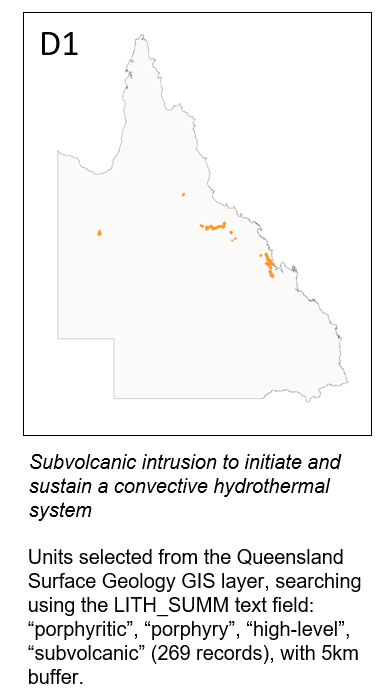 D1
Subvolcanic intrusion to initiate and
sustain a convective hydrothermal
system
Units selected from the Queensland
Surface Geology GIS layer, searching
using the LITH_SUMM text field:
“porphyritic”, “porphyry”, “high-level”,
“subvolcanic” (269 records), with 5km
buffer.